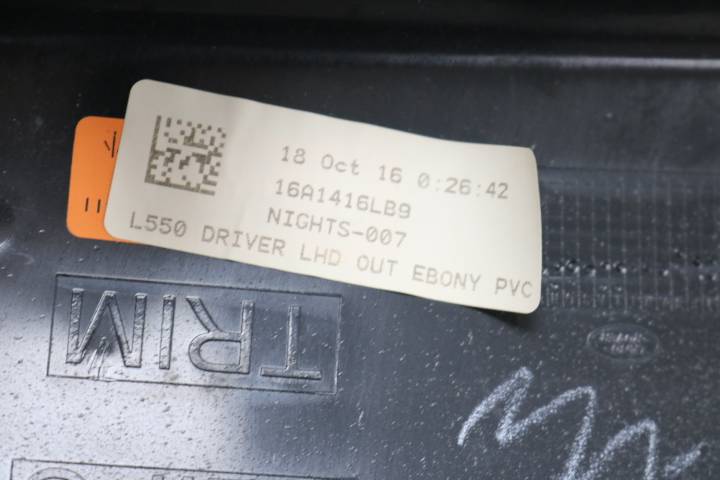 18 Oct 16 0:26:42
16A1416LB9
NIGHTS-007
L550 DRIVER LHD OUT EBONY PVC
TRIM